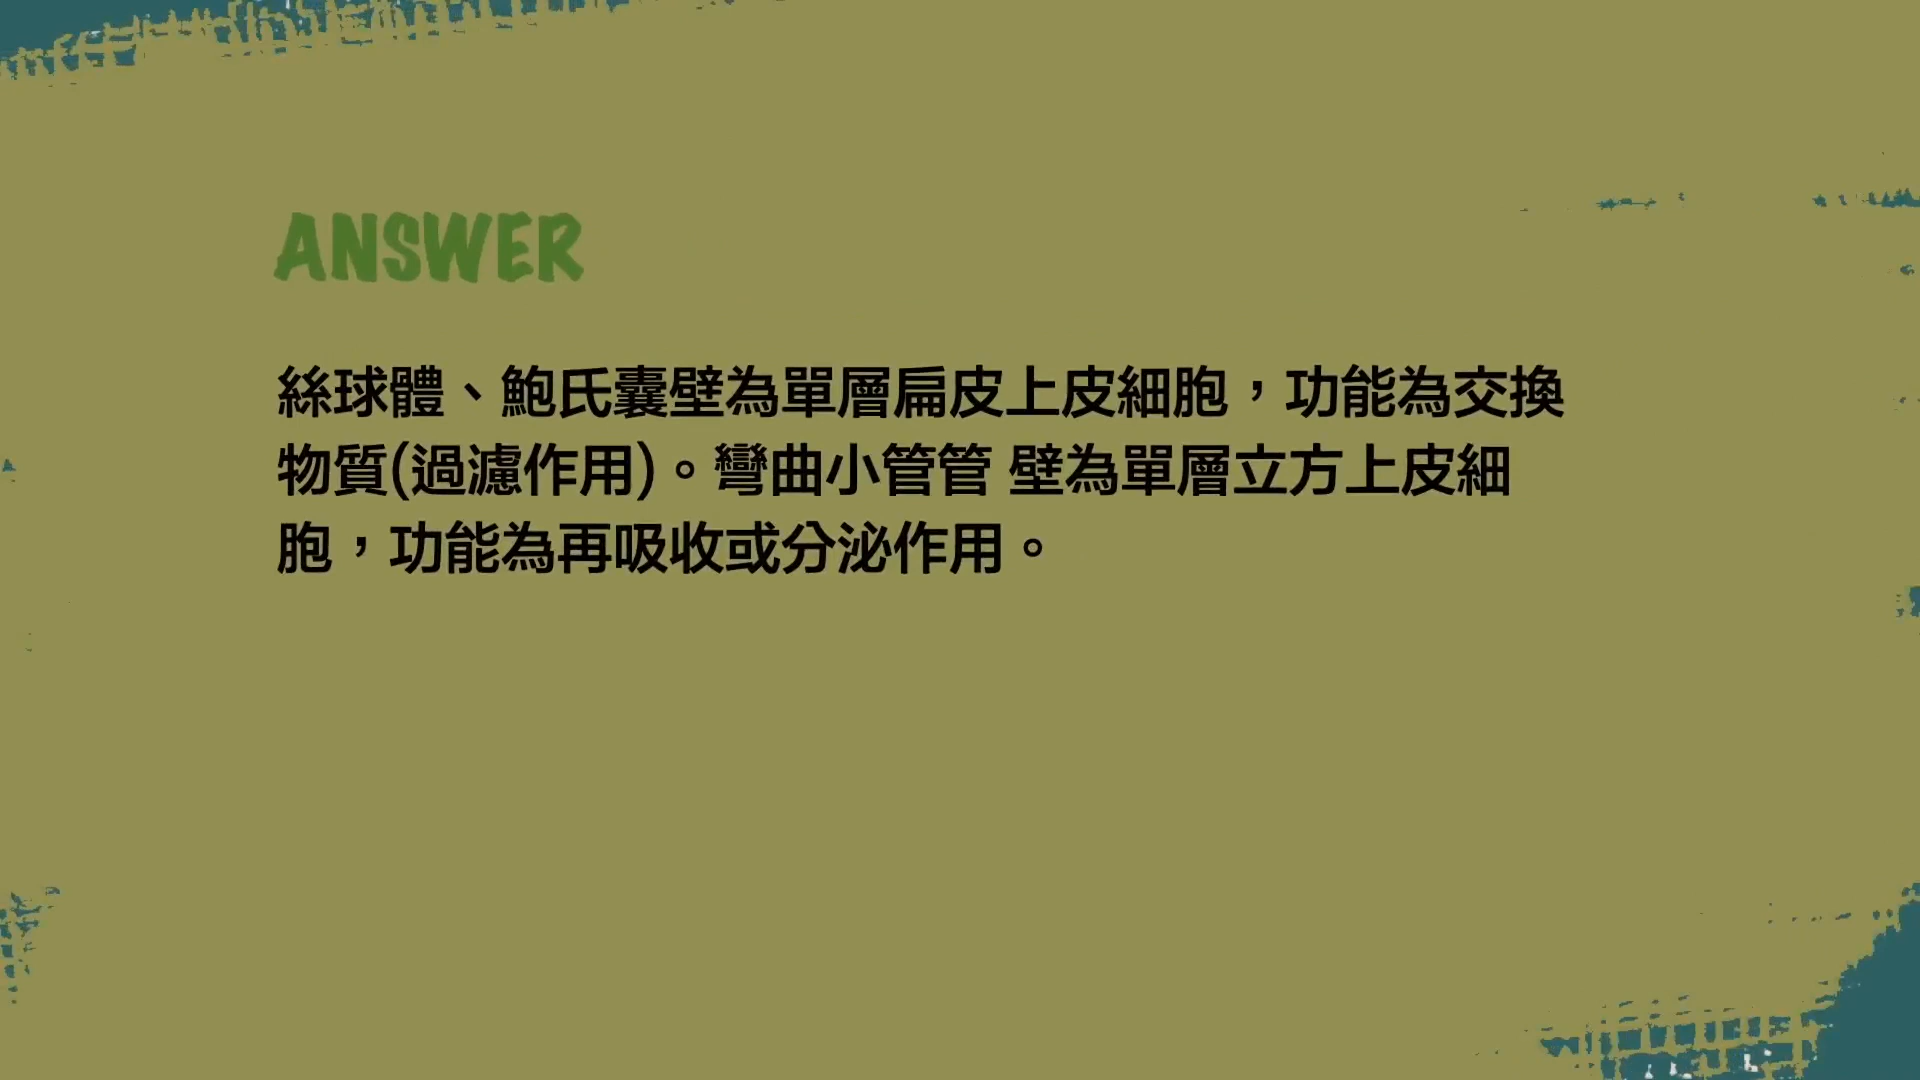 ANSWER
絲球體、鮑氏囊壁為單層扁皮上皮細胞，功能為交換
物質(過濾作用)。彎曲小管管 壁為單層立方上皮細
胞，功能為再吸收或分泌作用。